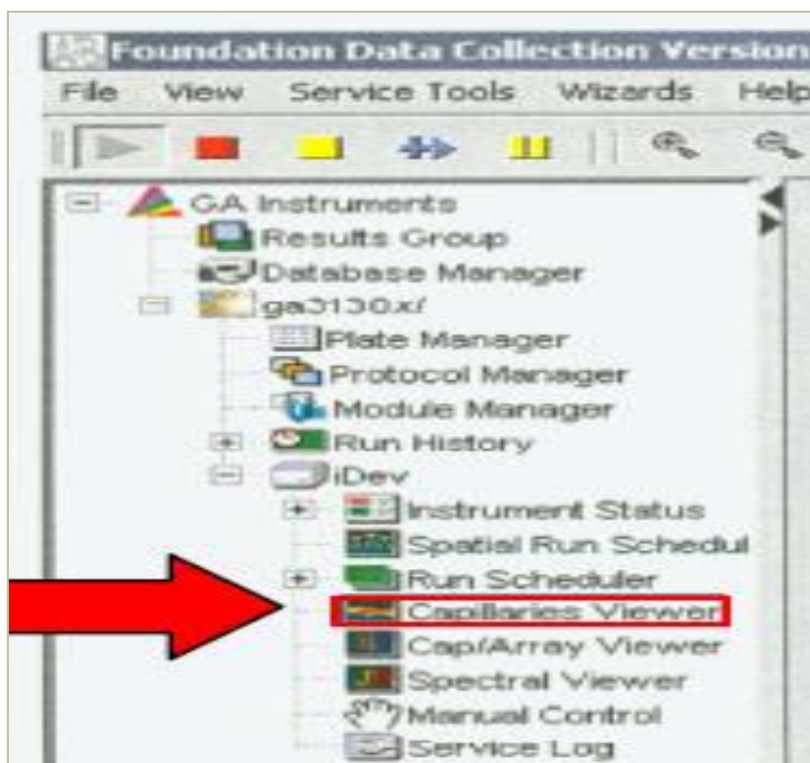 Foundation Data Collection Version
File View Service Tools Wizards Help
GA Instruments
Results Group
Database Manager
ga3130xl
Plate Manager
Protocol Manager
Module Manager
Run History
iDev
Instrument Status
Spatial Run Schedul
Run Scheduler
Capillaries Viewer
Cap/Array Viewer
Spectral Viewer
Manual Control
Service Log